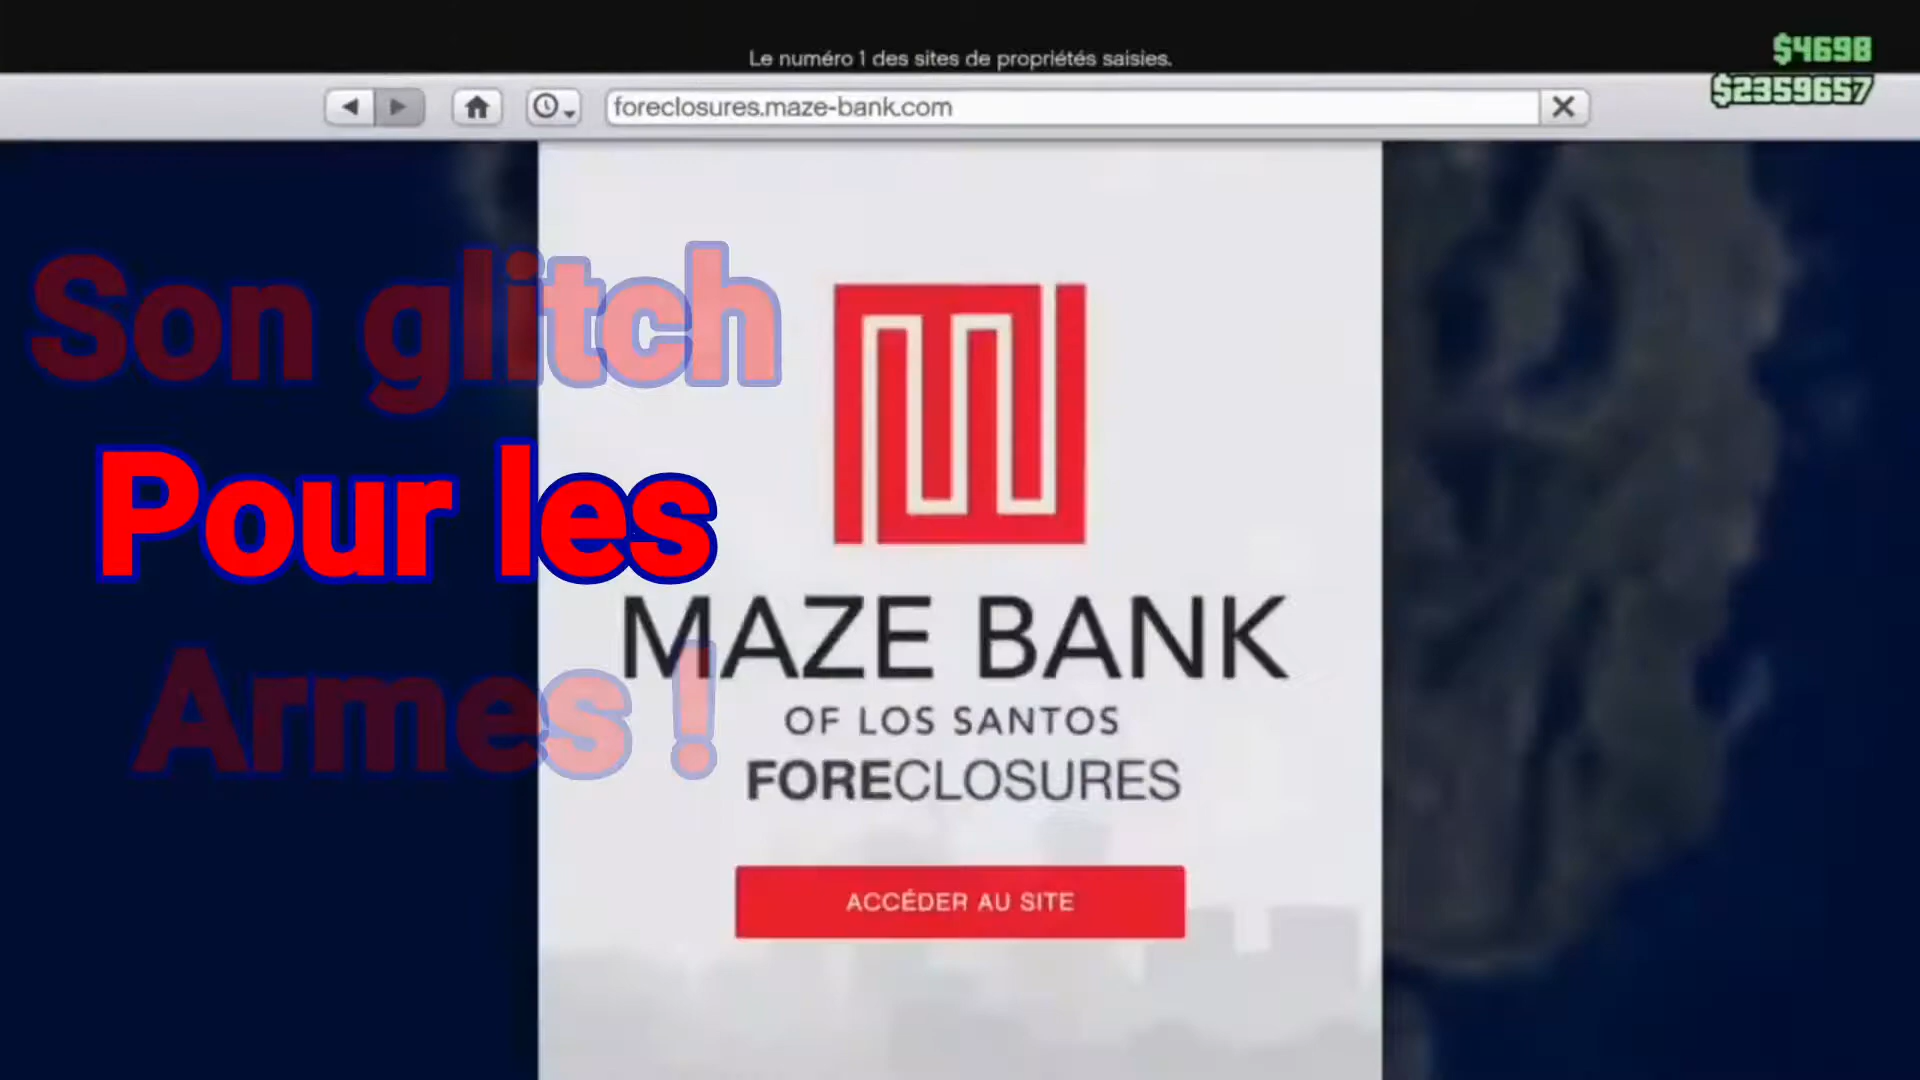 Le numéro 1 des sites de propriétés saisies.
$4698
$2359657
foreclosures.maze-bank.com
Son glitch
Pour les
Armes !
MAZE BANK
OF LOS SANTOS
FORECLOSURES
ACCÉDER AU SITE